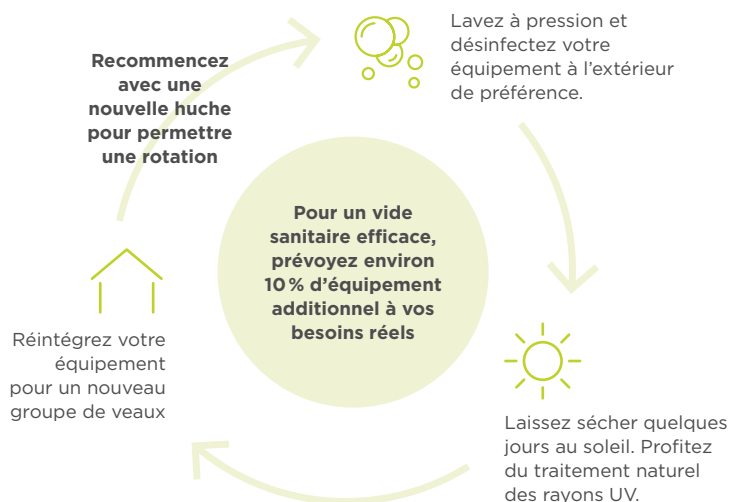 Lavez à pression et
désinfectez votre
équipement à l’extérieur
de préférence.
Recommencez
avec une
nouvelle huche
pour permettre
une rotation
Pour un vide
sanitaire efficace,
prévoyez environ
10 % d’équipement
additionnel à vos
besoins réels
Réintégrez votre
équipement
pour un nouveau
groupe de veaux
Laissez sécher quelques
jours au soleil. Profitez
du traitement naturel
des rayons UV.